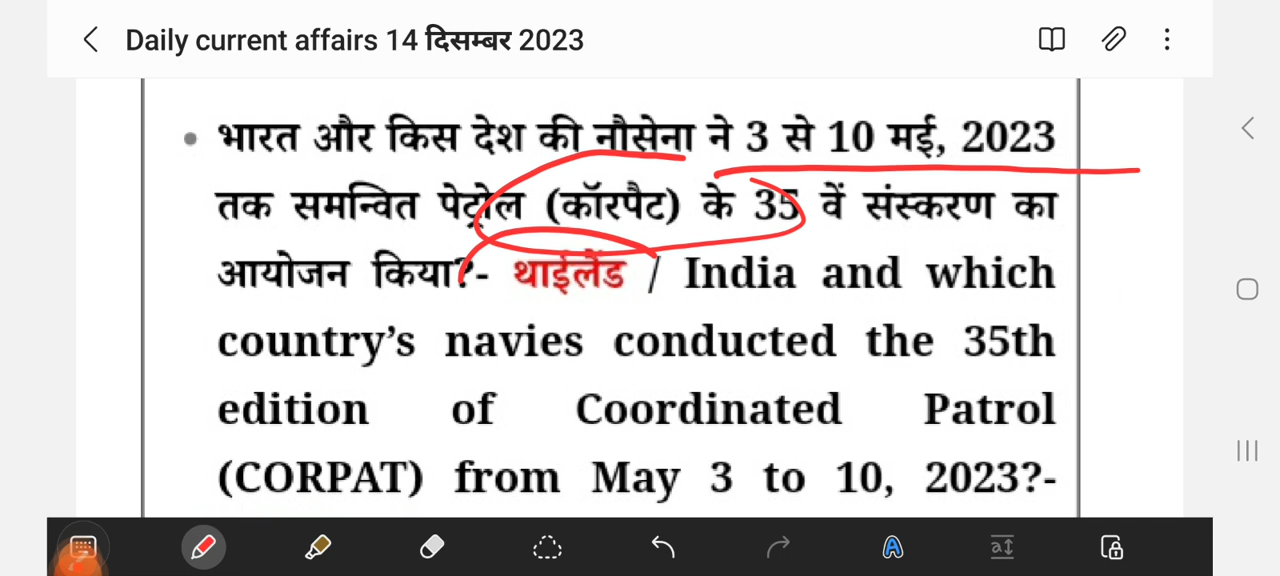 Daily current affairs 14 दिसम्बर 2023
• भारत और किस देश की नौसेना ने 3 से 10 मई, 2023
तक समन्वित पेट्रोल (कॉरपैट) के 35 वें संस्करण का
आयोजन किया?- थाईलैंड / India and which
country's navies conducted the 35th
edition of Coordinated Patrol
(CORPAT) from May 3 to 10, 2023?-